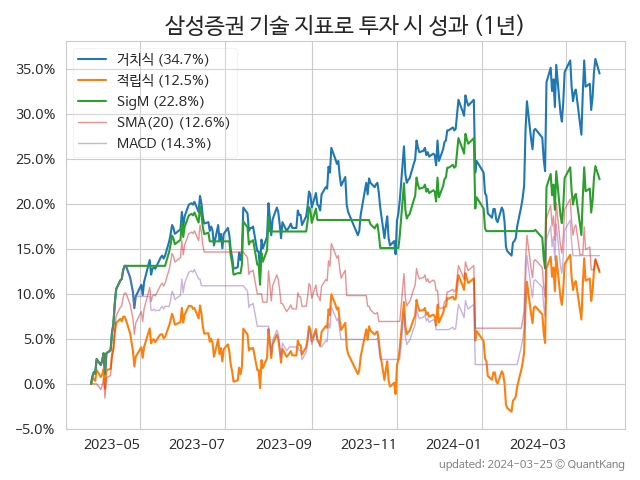 삼성증권 기술 지표로 투자 시 성과 (1년)
거치식 (34.7%)
적립식 (12.5%)
SigM (22.8%)
SMA(20) (12.6%)
MACD (14.3%)
35.0%
30.0%
25.0%
20.0%
15.0%
10.0%
5.0%
0.0%
−5.0%
2023-05 2023-07 2023-09 2023-11 2024-01 2024-03
updated: 2024-03-25 © QuantKang